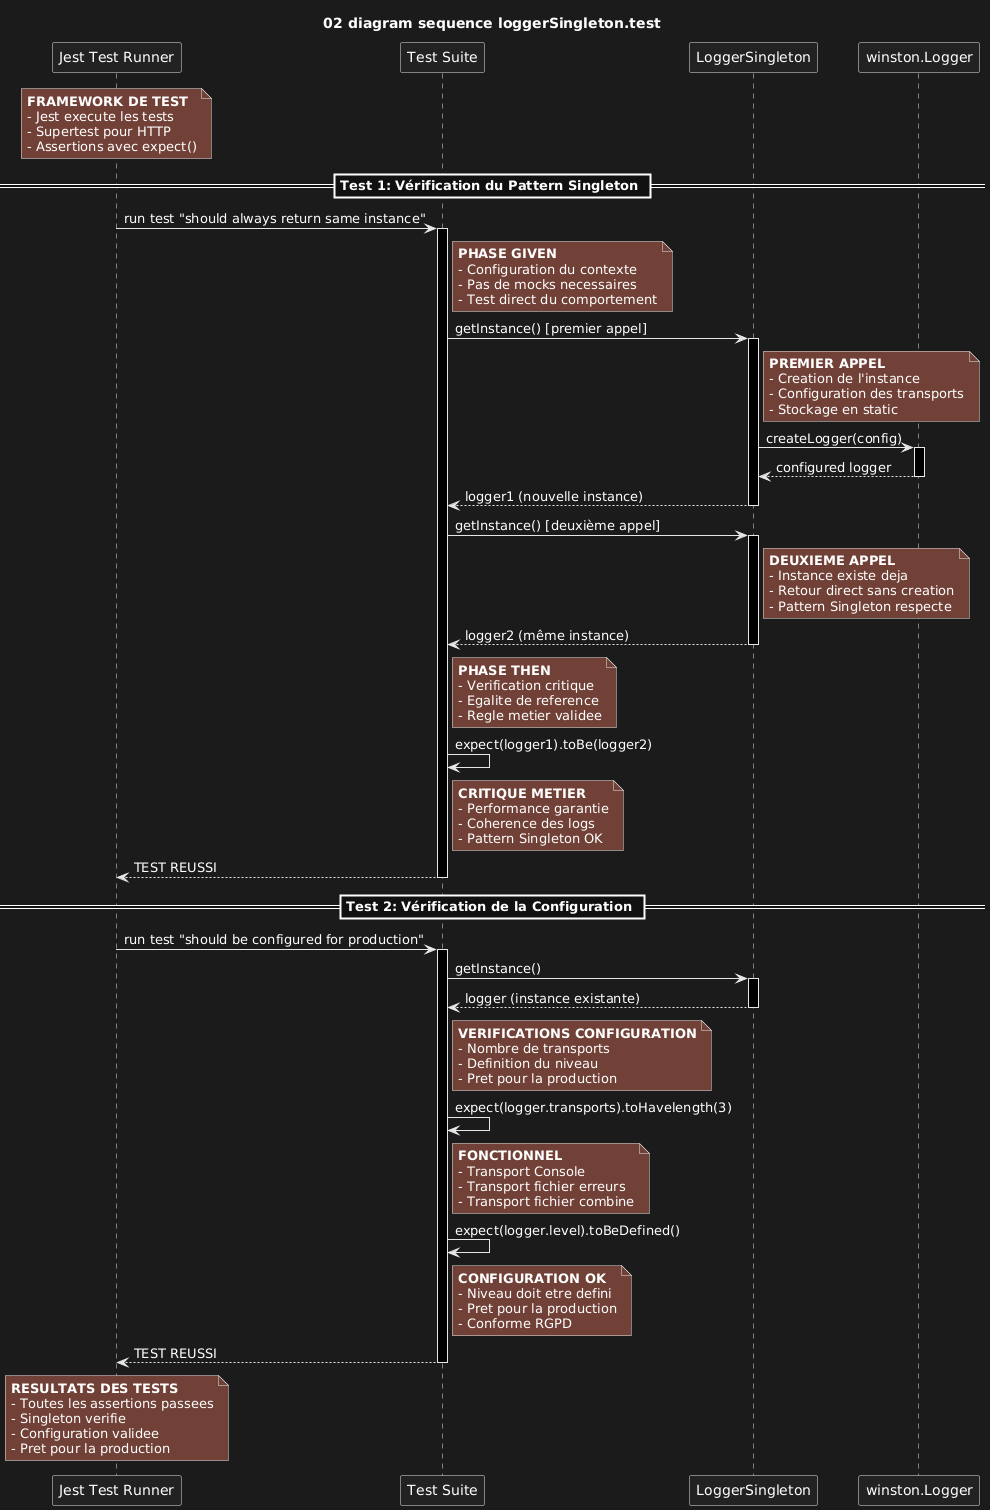 02 diagram sequence loggerSingleton.test
Jest Test Runner
Test Suite
LoggerSingleton
winston.Logger
FRAMEWORK DE TEST
- Jest execute les tests
- Supertest pour HTTP
- Assertions avec expect()
Test 1: Vérification du Pattern Singleton
run test "should always return same instance"
PHASE GIVEN
- Configuration du contexte
- Pas de mocks necessaires
- Test direct du comportement
getInstance() [premier appel]
PREMIER APPEL
- Creation de l'instance
- Configuration des transports
- Stockage en static
createLogger(config)
configured logger
logger1 (nouvelle instance)
getInstance() [deuxième appel]
DEUXIEME APPEL
- Instance existe deja
- Retour direct sans creation
- Pattern Singleton respecte
logger2 (même instance)
PHASE THEN
- Verification critique
- Egalite de reference
- Regle metier validee
expect(logger1).toBe(logger2)
CRITIQUE METIER
- Performance garantie
- Coherence des logs
- Pattern Singleton OK
TEST REUSSI
Test 2: Vérification de la Configuration
run test "should be configured for production"
getInstance()
logger (instance existante)
VERIFICATIONS CONFIGURATION
- Nombre de transports
- Definition du niveau
- Pret pour la production
expect(logger.transports).toHavelength(3)
FONCTIONNEL
- Transport Console
- Transport fichier erreurs
- Transport fichier combine
expect(logger.level).toBeDefined()
CONFIGURATION OK
- Niveau doit etre defini
- Pret pour la production
- Conforme RGPD
TEST REUSSI
RESULTATS DES TESTS
- Toutes les assertions passees
- Singleton verifie
- Configuration validee
- Pret pour la production
Jest Test Runner
Test Suite
LoggerSingleton
winston.Logger